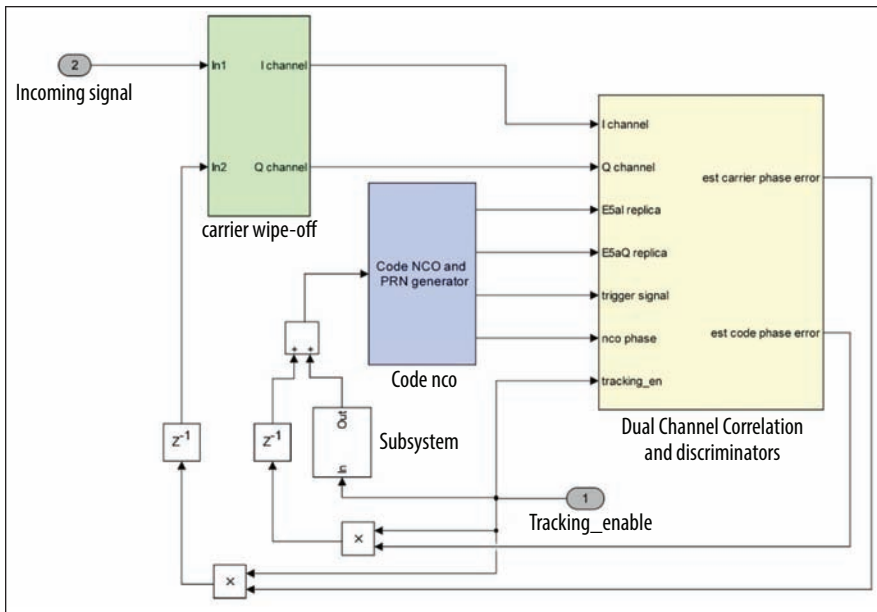 2
Incoming signal
In1
I channel
In2
Q channel
carrier wipe-off
Code NCO and
PRN generator
Code nco
I channel
Q channel
E5aI replica
E5aQ replica
trigger signal
nco phase
tracking_en
est carrier phase error
est code phase error
Dual Channel Correlation
and discriminators
+ +
z-1
z-1
Out
In
Subsystem
1
Tracking_enable
×
×